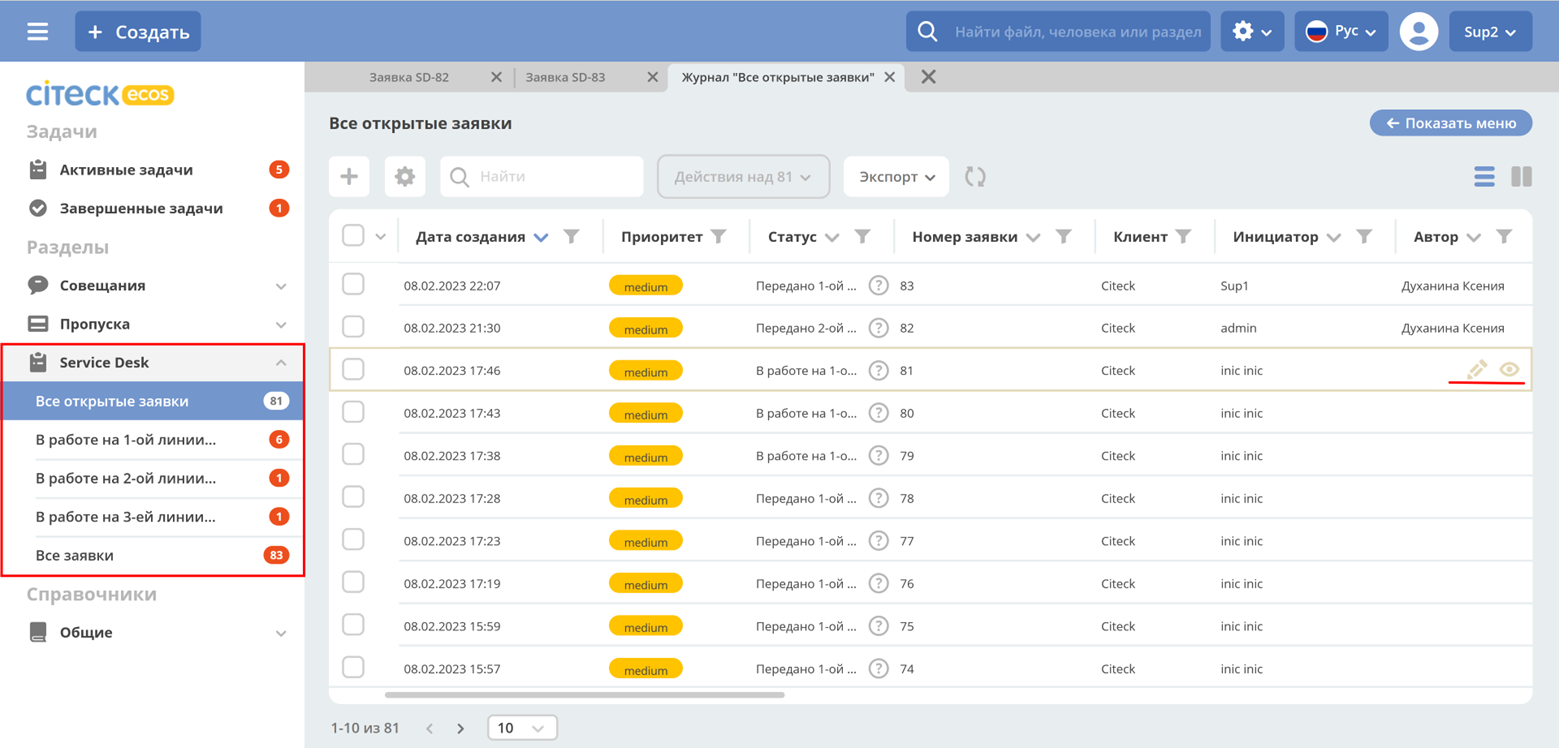 + Создать
Найти файл, человека или раздел
Рус
Sup2
citeck ecos
Задачи
Активные задачи 5
Завершенные задачи 1
Разделы
Совещания
Пропуска
Service Desk
Все открытые заявки 81
В работе на 1-ой линии... 6
В работе на 2-ой линии... 1
В работе на 3-ей линии... 1
Все заявки 83
Справочники
Общие
Заявка SD-82
Заявка SD-83
Журнал "Все открытые заявки"
Все открытые заявки
Показать меню
Найти
Действия над 81
Экспорт
Дата создания Приоритет Статус Номер заявки Клиент Инициатор Автор
08.02.2023 22:07 medium Передано 1-ой ... ? 83 Citeck Sup1 Духанина Ксения
08.02.2023 21:30 medium Передано 2-ой ... ? 82 Citeck admin Духанина Ксения
08.02.2023 17:46 medium В работе на 1-о... ? 81 Citeck inic inic
08.02.2023 17:43 medium В работе на 1-о... ? 80 Citeck inic inic
08.02.2023 17:38 medium В работе на 1-о... ? 79 Citeck inic inic
08.02.2023 17:28 medium Передано 1-ой ... ? 78 Citeck inic inic
08.02.2023 17:23 medium Передано 1-ой ... ? 77 Citeck inic inic
08.02.2023 17:19 medium Передано 1-ой ... ? 76 Citeck inic inic
08.02.2023 15:59 medium Передано 1-ой ... ? 75 Citeck inic inic
08.02.2023 15:57 medium Передано 1-ой ... ? 74 Citeck inic inic
1-10 из 81
10